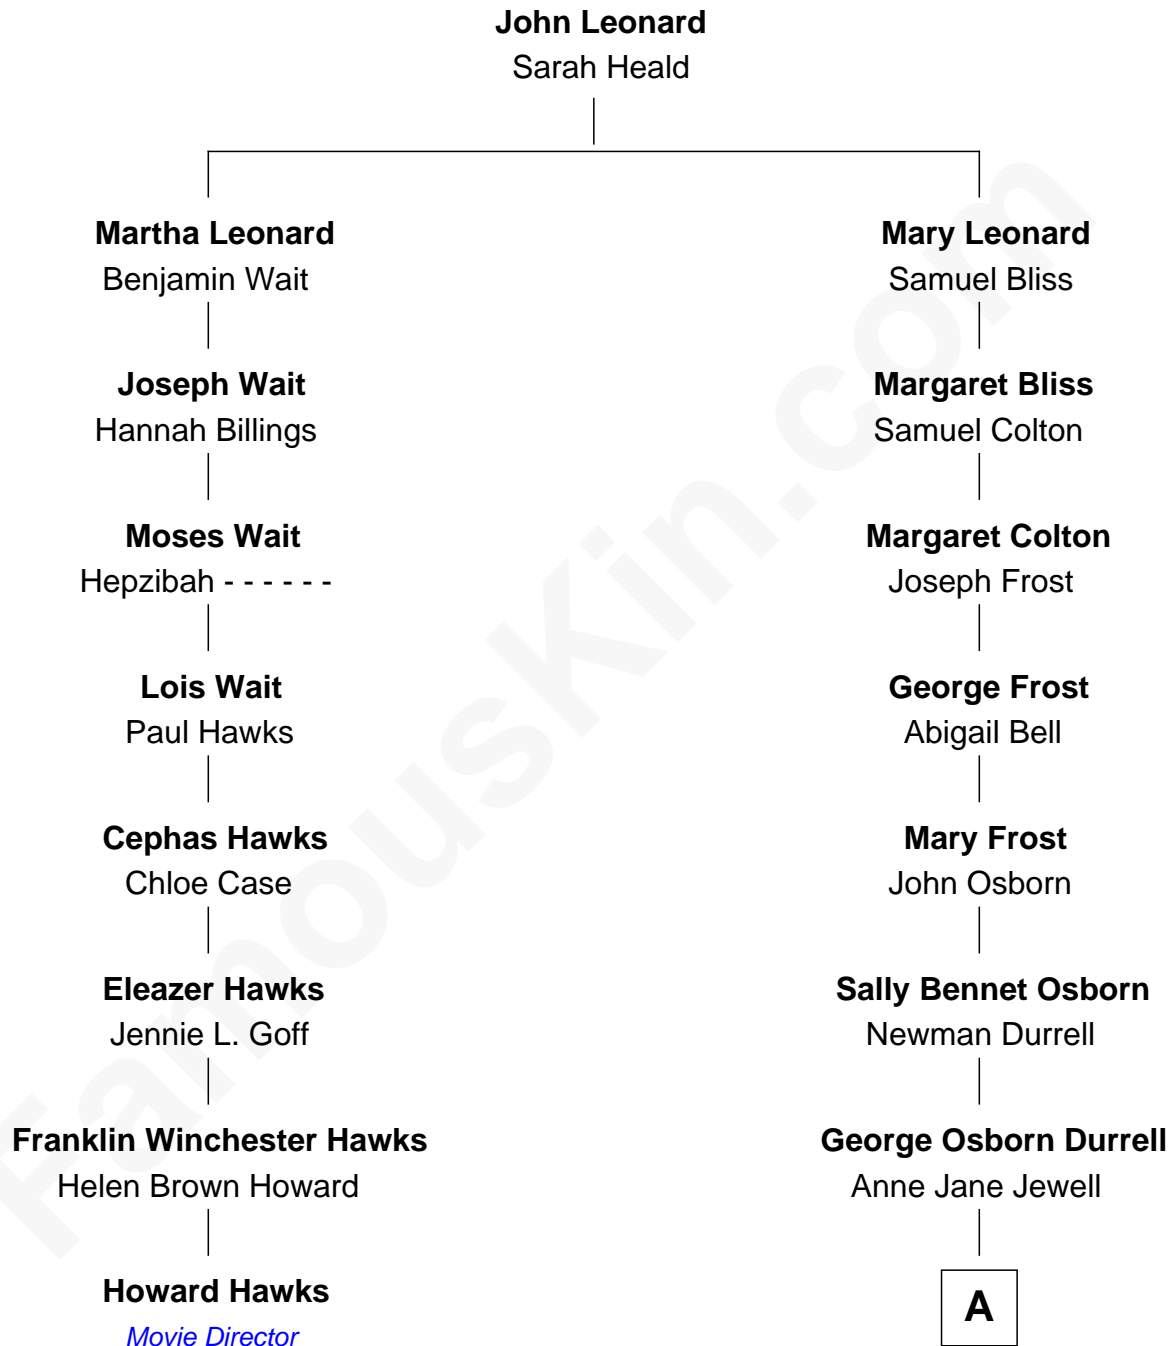 John Leonard
Sarah Heald
Martha Leonard
Benjamin Wait
Mary Leonard
Samuel Bliss
Joseph Wait
Hannah Billings
Margaret Bliss
Samuel Colton
Moses Wait
Hepzibah - - - - - -
Margaret Colton
Joseph Frost
Lois Wait
Paul Hawks
George Frost
Abigail Bell
Cephas Hawks
Chloe Case
Mary Frost
John Osborn
Eleazer Hawks
Jennie L. Goff
Sally Bennet Osborn
Newman Durrell
Franklin Winchester Hawks
Helen Brown Howard
George Osborn Durrell
Anne Jane Jewell
Howard Hawks
Movie Director
A
FamousKin.com